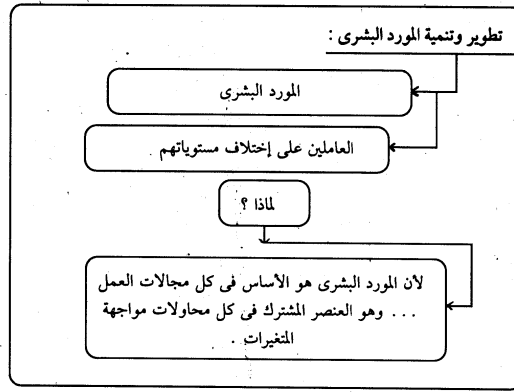 تطوير وتنمية المورد البشرى :
المورد البشرى
العاملين على إختلاف مستوياتهم
لماذا ؟
لأن المورد البشرى هو الأساس فى كل مجالات العمل
... وهو العنصر المشترك فى كل محاولات مواجهة
المتغيرات .